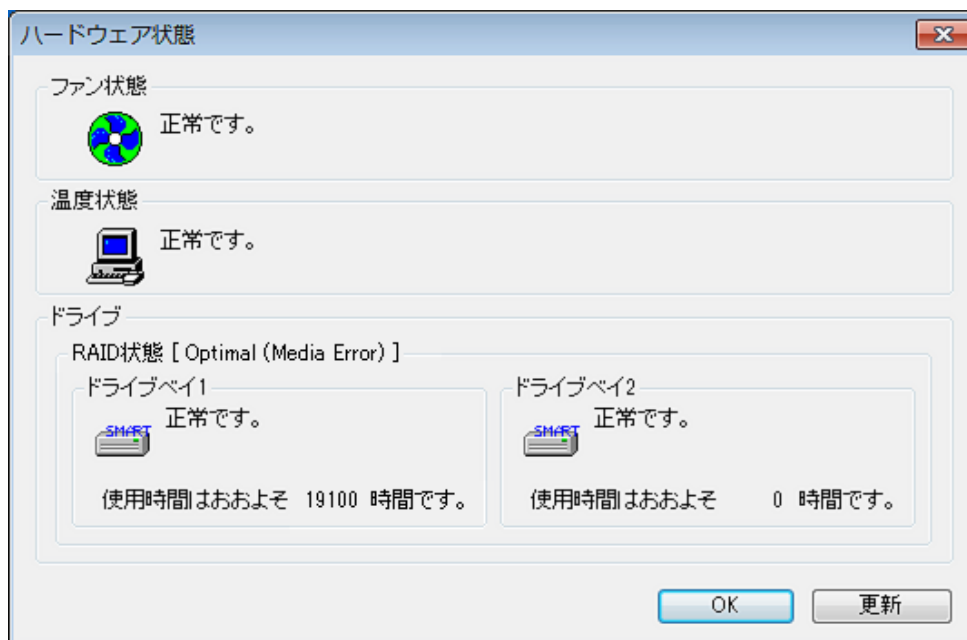 ハードウェア状態
ファン状態
正常です。
温度状態
正常です。
ドライブ
RAID状態 [ Optimal (Media Error) ]
ドライブベイ1
SMART 正常です。
使用時間はおおよそ 19100 時間です。
ドライブベイ2
SMART 正常です。
使用時間はおおよそ 0 時間です。
OK
更新